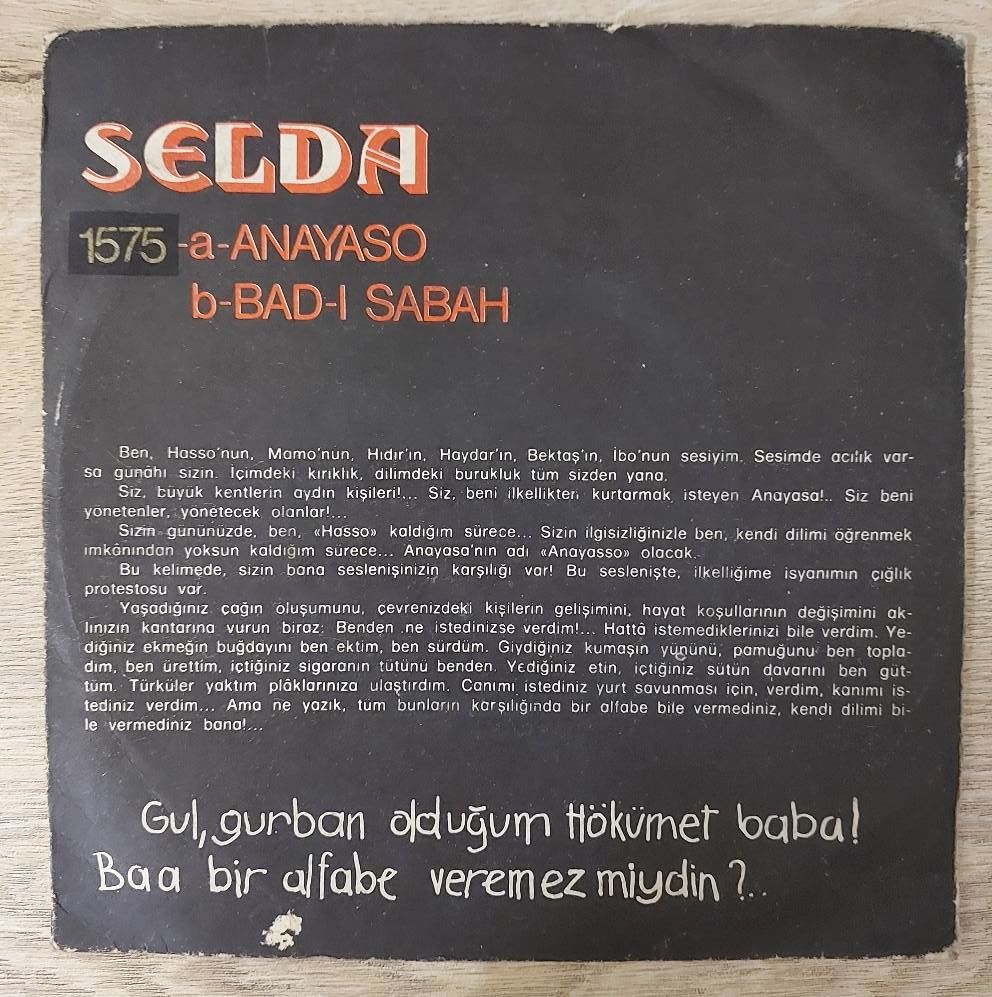 SELDA
1575-a-ANAYASO
b-BAD-I SABAH
Ben, Hasso'nun, Mamo'nun, Hıdır'ın, Haydar'ın, Bektaş'ın, İbo'nun sesiyim. Sesimde acılık var-
sa günâhı sizin. İçimdeki kırıklık, dilimdeki burukluk tüm sizden yana.
Siz, büyük kentlerin aydın kişileri!... Siz, beni ilkellikten kurtarmak isteyen Anayasa!.. Siz beni
yönetenler, yönetecek olanlar!...
Sizin gününüzde, ben, «Hasso» kaldığım sürece... Sizin ilgisizliğinizle ben, kendi dilimi öğrenmek
imkânından yoksun kaldığım sürece... Anayasa'nın adı «Anayasso» olacak.
Bu kelimede, sizin bana seslenişinizin karşılığı var! Bu seslenişte, ilkelliğime isyanımın çığlık
protestosu var.
Yaşadığınız çağın oluşumunu, çevrenizdeki kişilerin gelişimini, hayat koşullarının değişimini ak-
lınızın kantarına vurun biraz: Benden ne istedinizse verdim!... Hattâ istemediklerinizi bile verdim. Ye-
diğiniz ekmeğin buğdayını ben ektim, ben sürdüm. Giydiğiniz kumaşın yününü, pamuğunu ben topla-
dım, ben ürettim, içtiğiniz sigaranın tütünü benden. Yediğiniz etin, içtiğiniz sütün davarını ben güt-
tüm. Türküler yaktım plâklarınıza ulaştırdım. Canımı istediniz yurt savunması için, verdim, kanımı is-
tediniz verdim... Ama ne yazık, tüm bunların karşılığında bir alfabe bile vermediniz, kendi dilimi bi-
le vermediniz bana!...
Gul, gurban olduğum Hökümet baba!
Baa bir alfabe veremez miydin?..